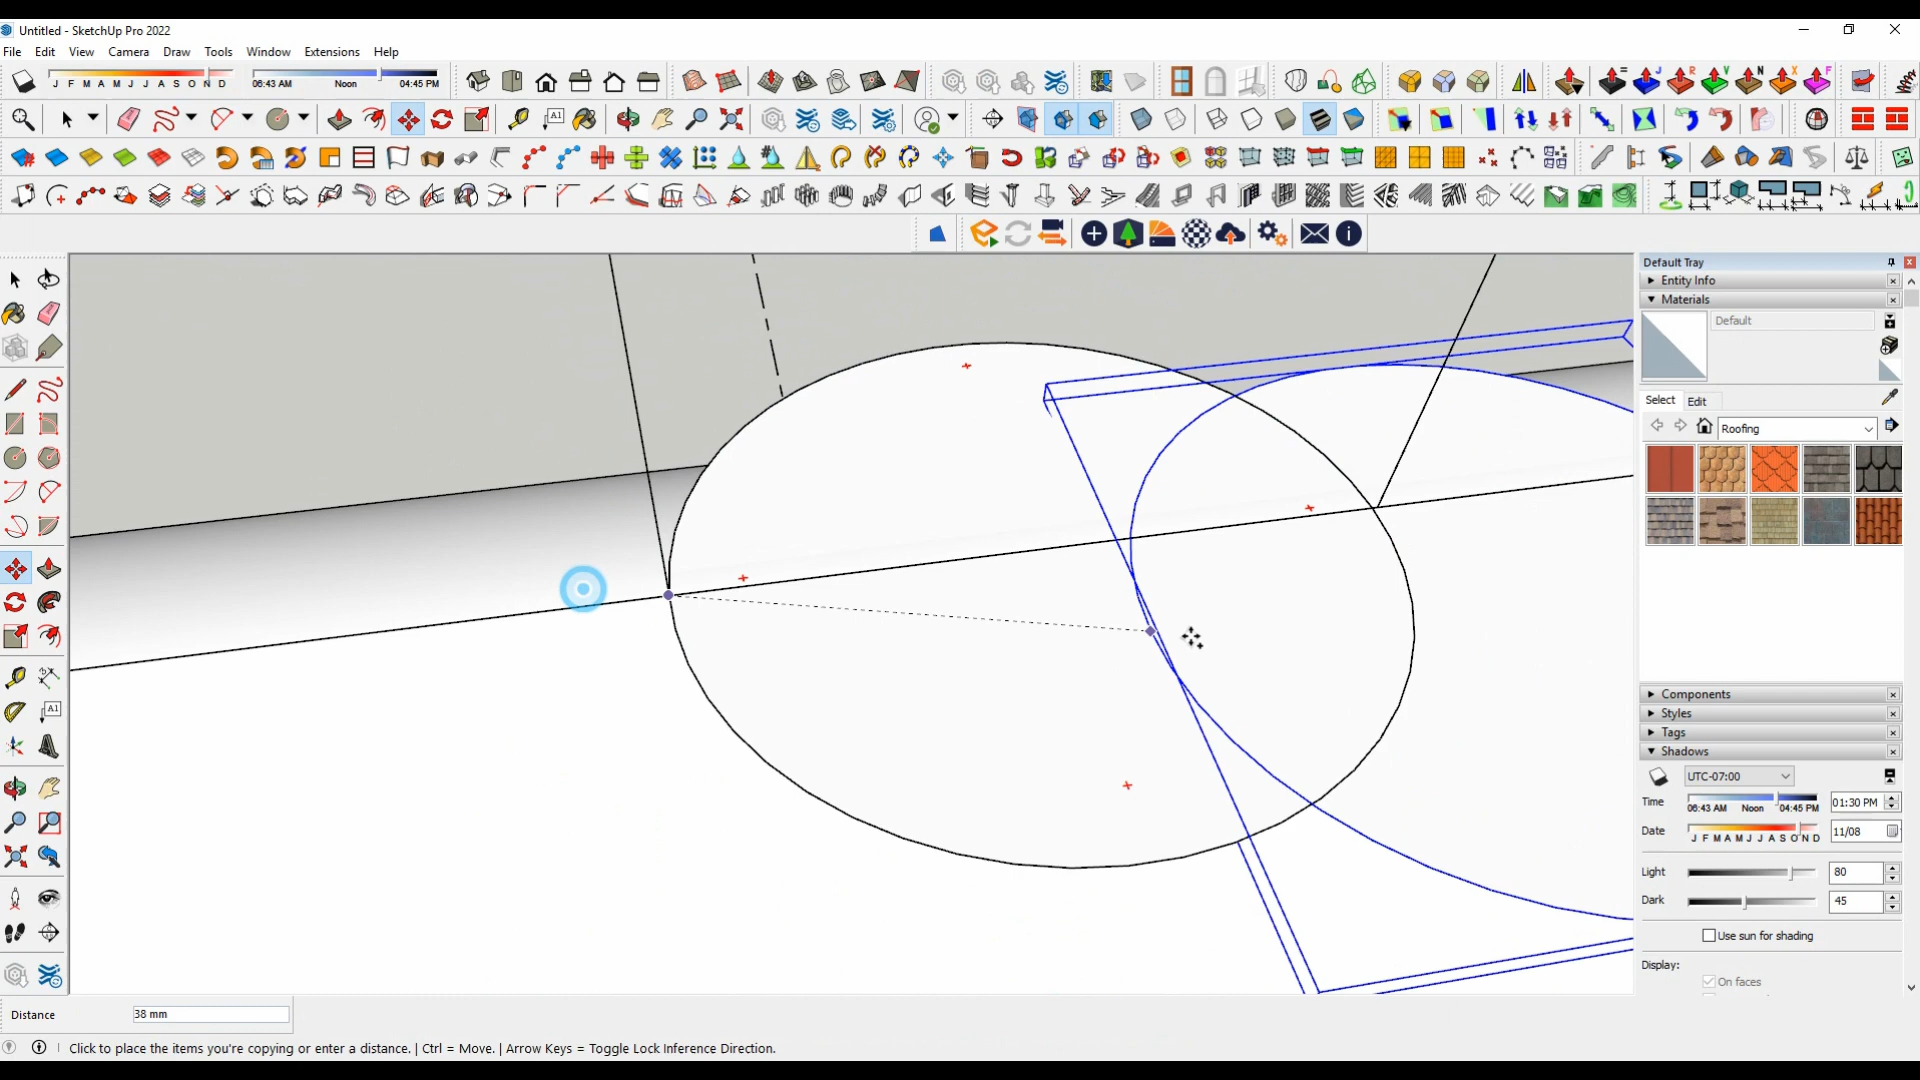 Untitled - SketchUp Pro 2022
File Edit View Camera Draw Tools Window Extensions Help
J F M A M J J A S O N D 06:43 AM Noon 04:45 PM
A1
Default Tray
Entity Info
Materials
Default
Select Edit
Roofing
A1
Components
Styles
Tags
Shadows
UTC-07:00
Time 06:43 AM Noon 04:45 PM 01:30 PM
Date J F M A M J J A S O N D 11/08
Light 80
Dark 45
Use sun for shading
Display:
On faces
Distance 38 mm
Click to place the items you're copying or enter a distance. | Ctrl = Move. | Arrow Keys = Toggle Lock Inference Direction.